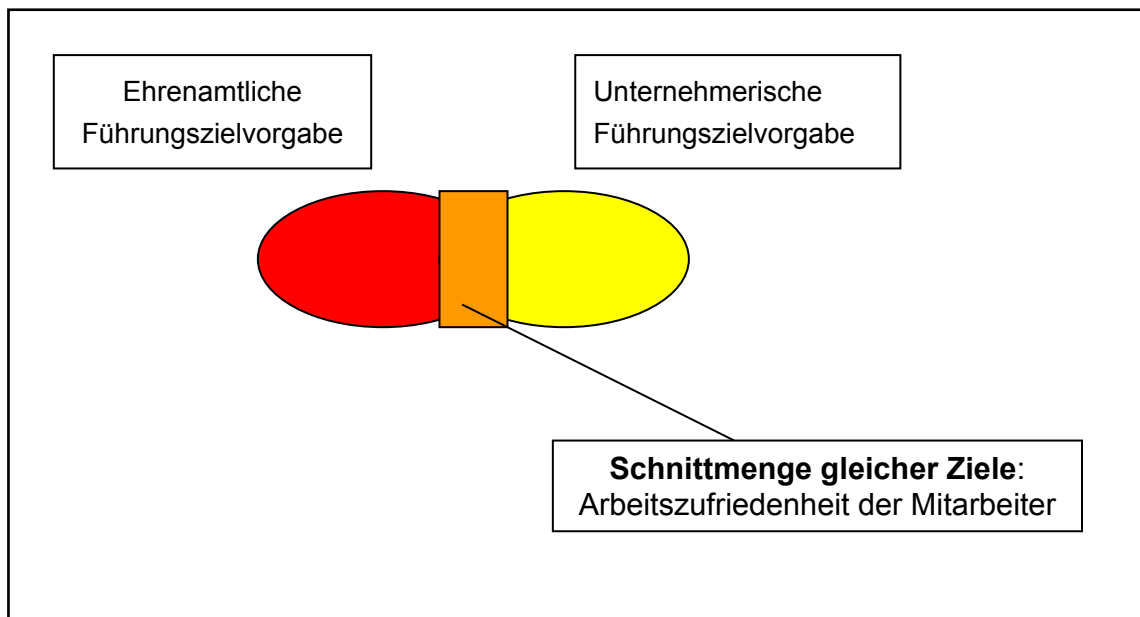 Ehrenamtliche
Führungszielvorgabe
Unternehmerische
Führungszielvorgabe
Schnittmenge gleicher Ziele:
Arbeitszufriedenheit der Mitarbeiter